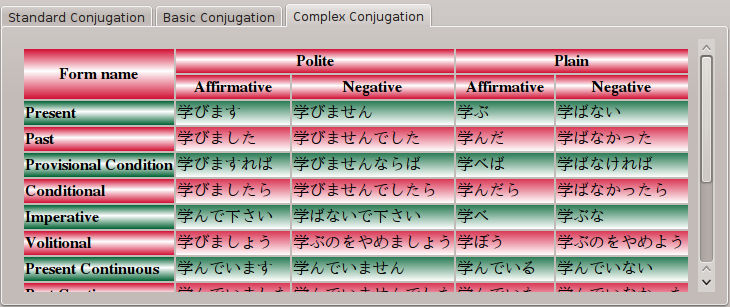 Standard Conjugation Basic Conjugation Complex Conjugation
Form name Polite Plain
Affirmative Negative Affirmative Negative
Present 学びます 学びません 学ぶ 学ばない
Past 学びました 学びませんでした 学んだ 学ばなかった
Provisional Condition 学びますれば 学びませんならば 学べば 学ばなければ
Conditional 学びましたら 学びませんでしたら 学んだら 学ばなかったら
Imperative 学んで下さい 学ばないで下さい 学べ 学ぶな
Volitional 学びましょう 学ぶのをやめましょう 学ぼう 学ぶのをやめよう
Present Continuous 学んでいます 学んでいません 学んでいる 学んでいない